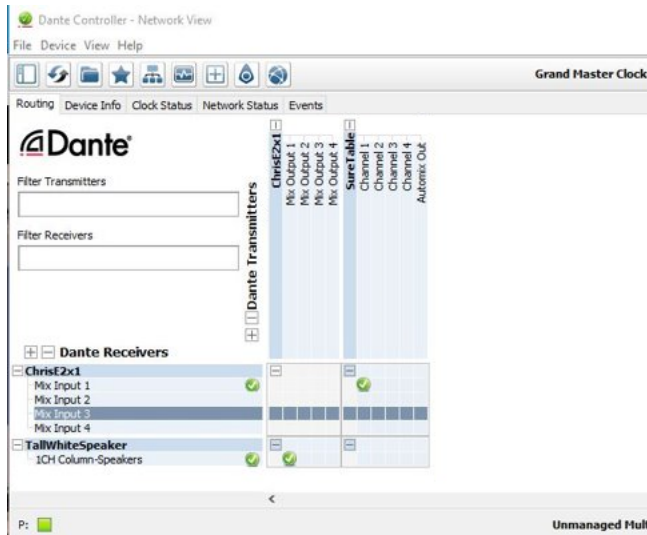 Dante Controller - Network View
File Device View Help
Grand Master Clock
Routing Device Info Clock Status Network Status Events
Dante®
Filter Transmitters
Filter Receivers
Dante Transmitters
ChrisE2x1
Mix Output 1
Mix Output 2
Mix Output 3
Mix Output 4
SureTable
Channel 1
Channel 2
Channel 3
Channel 4
Automix Out
Dante Receivers
ChrisE2x1
Mix Input 1
Mix Input 2
Mix Input 3
Mix Input 4
TallWhiteSpeaker
1CH Column-Speakers
P:
Unmanaged Mult